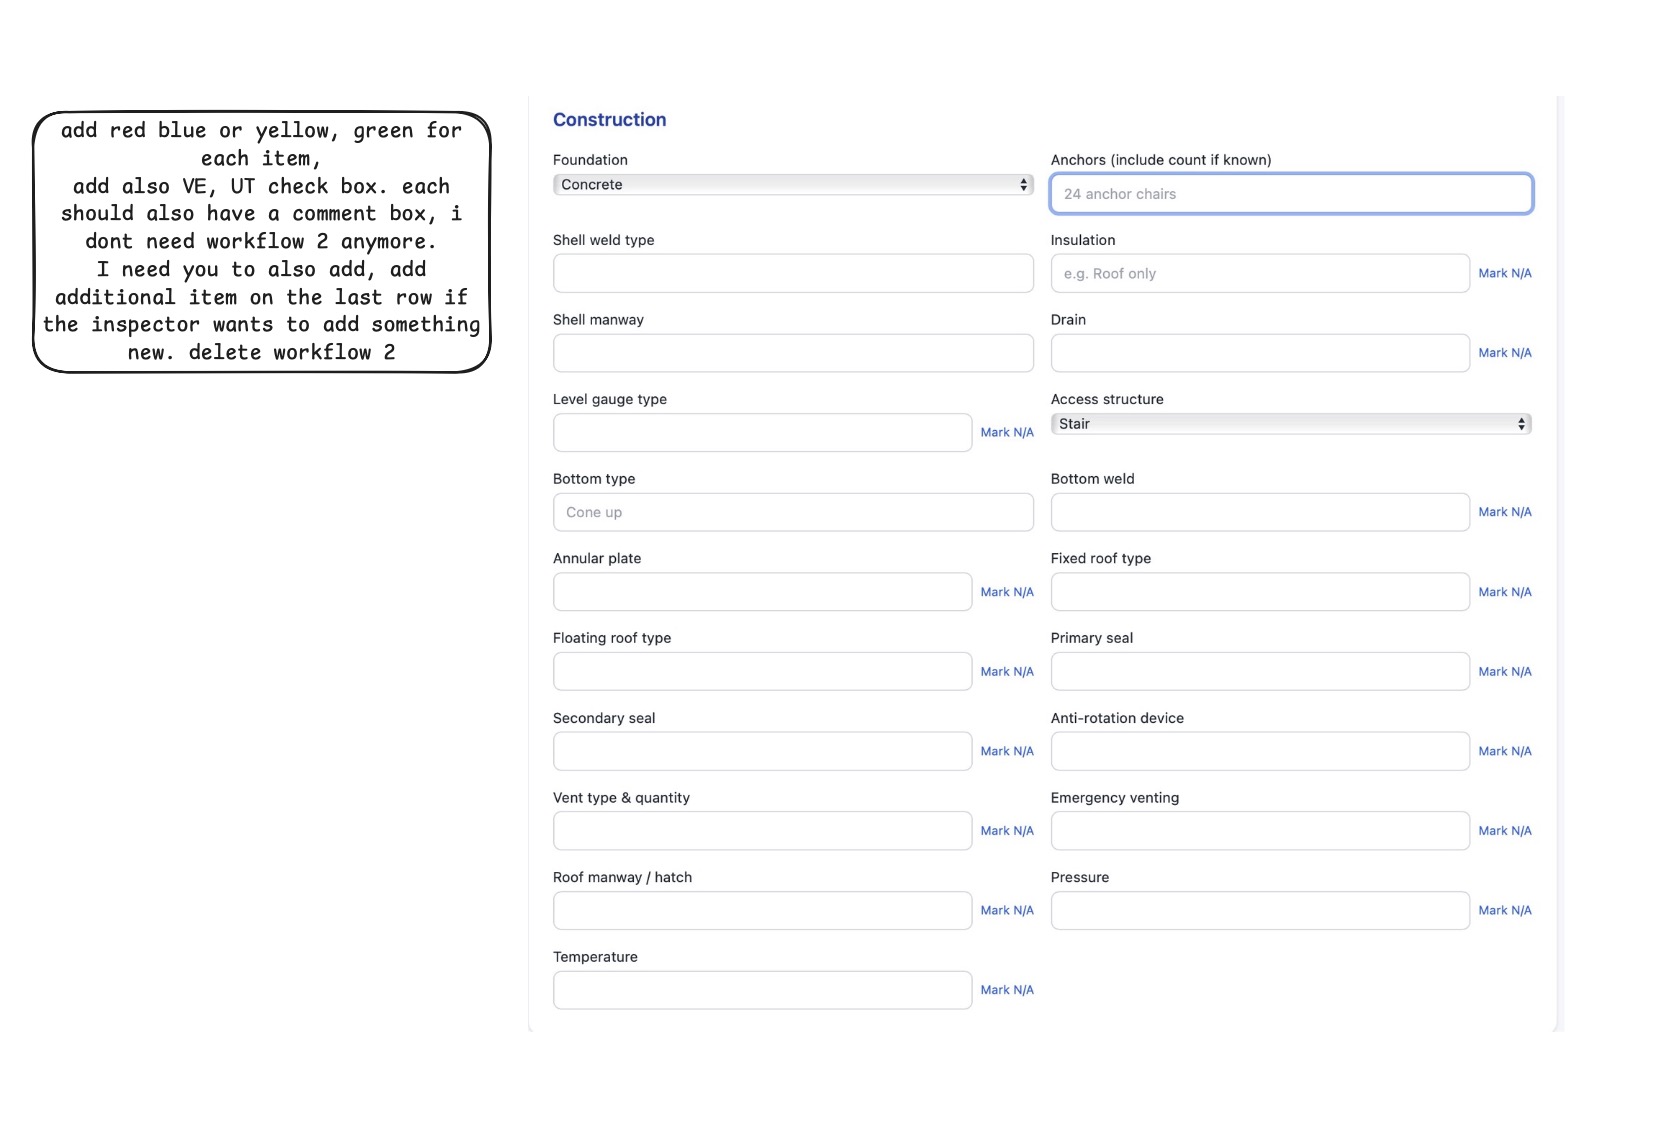 add red blue or yellow, green for
each item,
add also VE, UT check box. each
should also have a comment box, i
dont need workflow 2 anymore.
I need you to also add, add
additional item on the last row if
the inspector wants to add something
new. delete workflow 2
Construction
Foundation
Concrete
Anchors (include count if known)
24 anchor chairs
Shell weld type
Insulation
e.g. Roof only
Mark N/A
Shell manway
Drain
Mark N/A
Level gauge type
Mark N/A
Access structure
Stair
Bottom type
Cone up
Bottom weld
Mark N/A
Annular plate
Mark N/A
Fixed roof type
Mark N/A
Floating roof type
Mark N/A
Primary seal
Mark N/A
Secondary seal
Mark N/A
Anti-rotation device
Mark N/A
Vent type & quantity
Mark N/A
Emergency venting
Mark N/A
Roof manway / hatch
Mark N/A
Pressure
Mark N/A
Temperature
Mark N/A